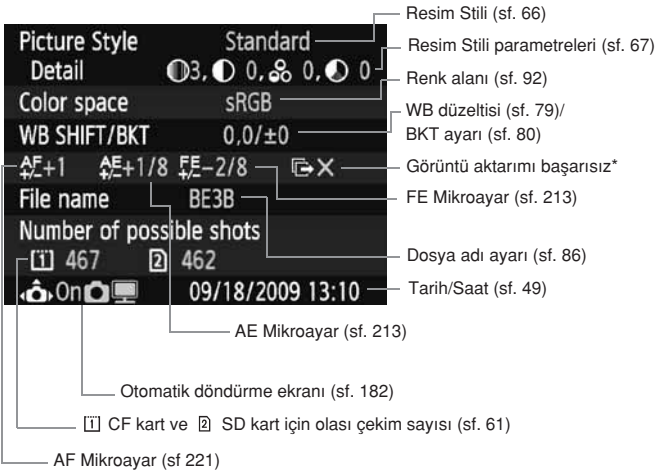 Resim Stili (sf. 66)
Picture Style Standard
Resim Stili parametreleri (sf. 67)
Detail 3, 0, 0, 0
Renk alanı (sf. 92)
Color space sRGB
WB düzeltisi (sf. 79)/
BKT ayarı (sf. 80)
WB SHIFT/BKT 0,0/±0
Görüntü aktarımı başarısız*
AF+/-+1 AE+/-+1/8 FE+/-−2/8
FE Mikroayar (sf. 213)
File name BE3B
Number of possible shots
Dosya adı ayarı (sf. 86)
1 467 2 462
Tarih/Saat (sf. 49)
On 09/18/2009 13:10
AE Mikroayar (sf. 213)
Otomatik döndürme ekranı (sf. 182)
1 CF kart ve 2 SD kart için olası çekim sayısı (sf. 61)
AF Mikroayar (sf 221)